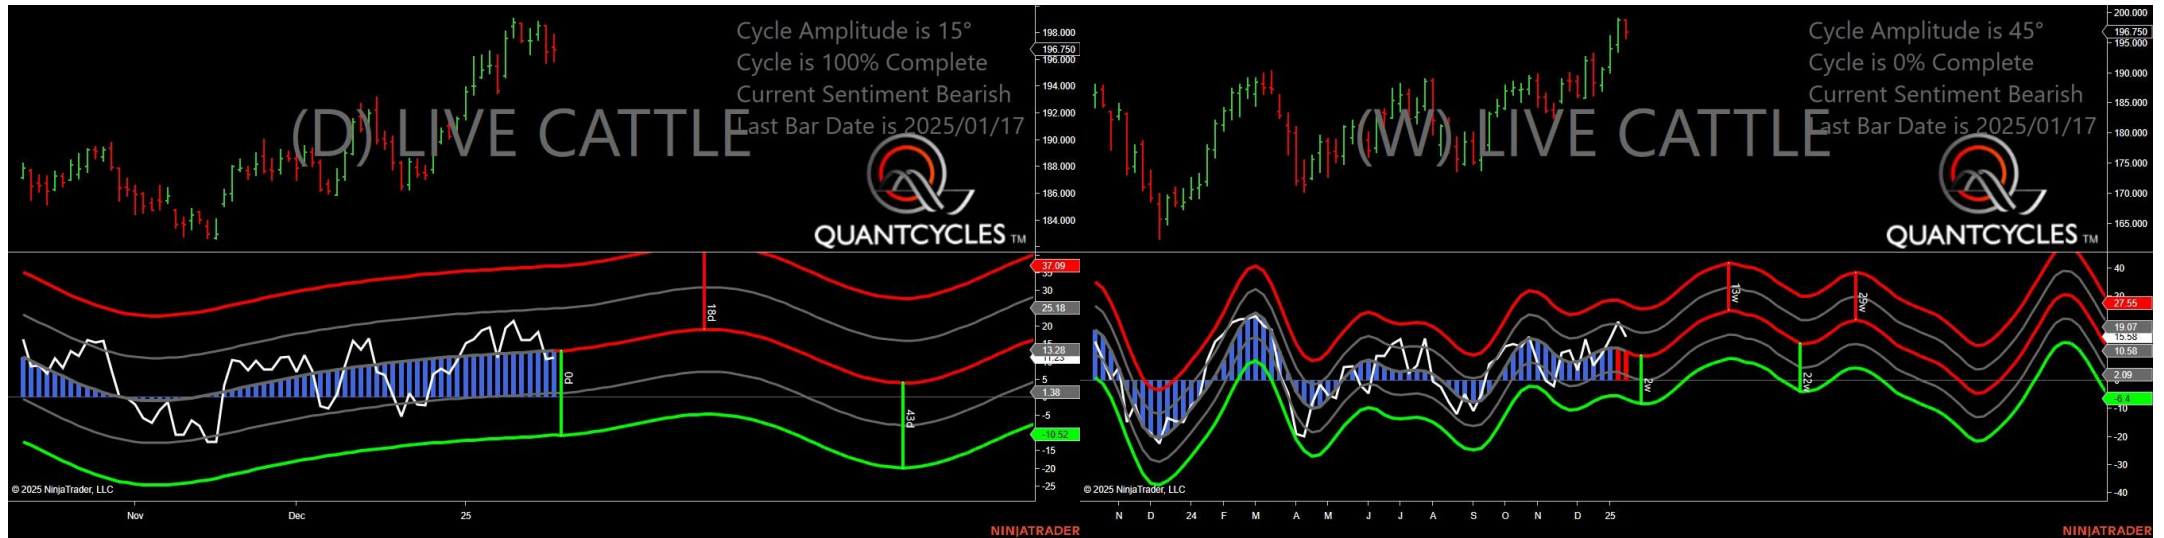 Cycle Amplitude is 15°
Cycle is 100% Complete
Current Sentiment Bearish
Last Bar Date is 2025/01/17
(D) LIVE CATTLE
QUANTCYCLES TM
198.000
196.750
196.000
194.000
192.000
190.000
188.000
186.000
184.000
37.09
35
30
25.18
20
15
13.28
11.23
5
1.38
-5
-10.52
-15
-20
-25
18d
0d
43d
© 2025 NinjaTrader, LLC
Nov Dec 25
NINJATRADER
Cycle Amplitude is 45°
Cycle is 0% Complete
Current Sentiment Bearish
Last Bar Date is 2025/01/17
(W) LIVE CATTLE
QUANTCYCLES TM
200.000
196.750
195.000
190.000
185.000
180.000
175.000
170.000
165.000
40
27.55
19.07
15.58
10.58
2.09
-6.4
-10
-20
-30
-40
13w
29w
2w
22w
© 2025 NinjaTrader, LLC
N D 24 F M A M J J A S O N D 25
NINJATRADER